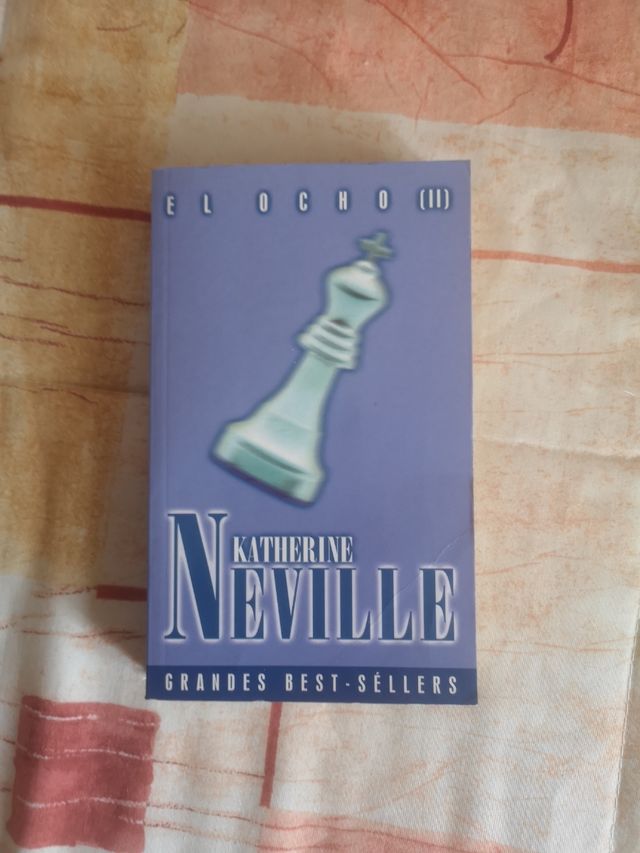 EL OCHO (II)
KATHERINE
NEVILLE
GRANDES BEST-SÉLLERS